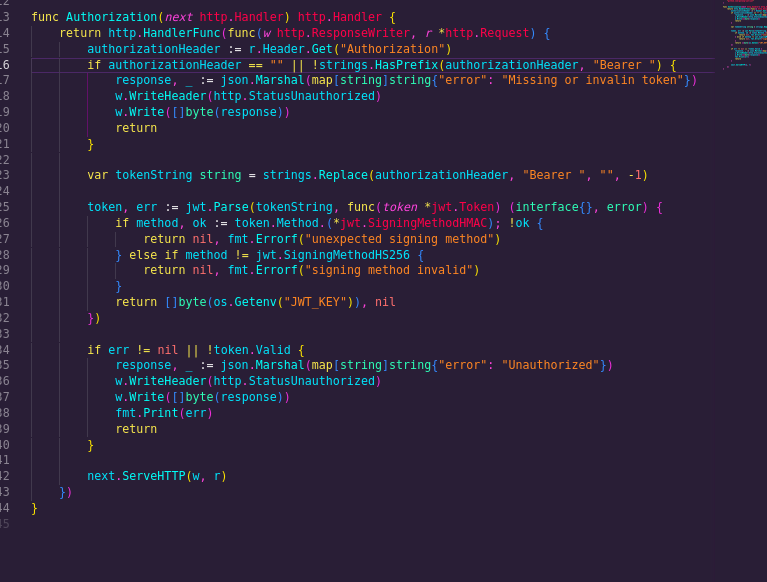 12
13 func Authorization(next http.Handler) http.Handler {
14 return http.HandlerFunc(func(w http.ResponseWriter, r *http.Request) {
15 authorizationHeader := r.Header.Get("Authorization")
16 if authorizationHeader == "" || !strings.HasPrefix(authorizationHeader, "Bearer ") {
17 response, _ := json.Marshal(map[string]string{"error": "Missing or invalin token"})
18 w.WriteHeader(http.StatusUnauthorized)
19 w.Write([]byte(response))
20 return
21 }
22
23 var tokenString string = strings.Replace(authorizationHeader, "Bearer ", "", -1)
24
25 token, err := jwt.Parse(tokenString, func(token *jwt.Token) (interface{}, error) {
26 if method, ok := token.Method.(*jwt.SigningMethodHMAC); !ok {
27 return nil, fmt.Errorf("unexpected signing method")
28 } else if method != jwt.SigningMethodHS256 {
29 return nil, fmt.Errorf("signing method invalid")
30 }
31 return []byte(os.Getenv("JWT_KEY")), nil
32 })
33
34 if err != nil || !token.Valid {
35 response, _ := json.Marshal(map[string]string{"error": "Unauthorized"})
36 w.WriteHeader(http.StatusUnauthorized)
37 w.Write([]byte(response))
38 fmt.Print(err)
39 return
40 }
41
42 next.ServeHTTP(w, r)
43 })
44 }
45